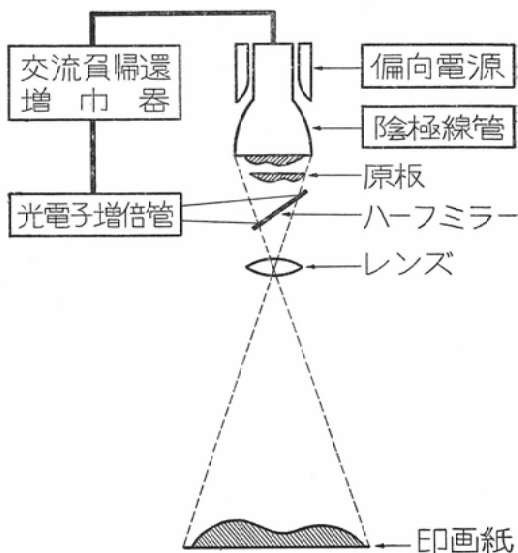 交流負帰還
増巾器
偏向電源
陰極線管
原板
光電子増倍管
ハーフミラー
レンズ
印画紙